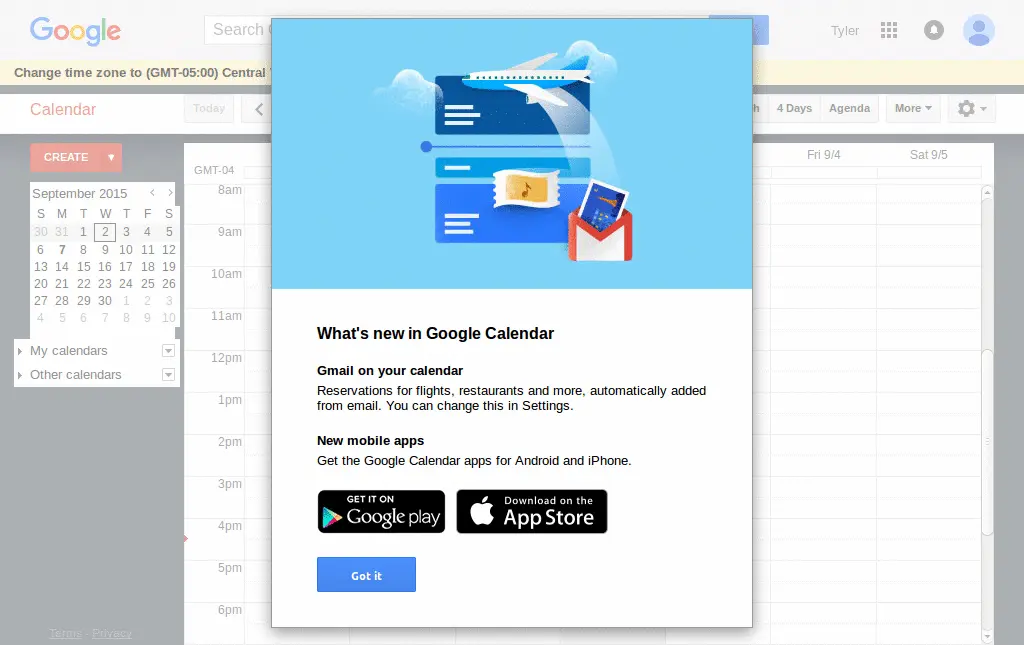 Google
Search
Tyler
Change time zone to (GMT-05:00) Central
Calendar
Today
4 Days
Agenda
More
CREATE
GMT-04
Fri 9/4
Sat 9/5
September 2015
S M T W T F S
30 31 1 2 3 4 5
6 7 8 9 10 11 12
13 14 15 16 17 18 19
20 21 22 23 24 25 26
27 28 29 30 1 2 3
4 5 6 7 8 9 10
My calendars
Other calendars
8am
9am
10am
11am
12pm
1pm
2pm
3pm
4pm
5pm
6pm
What's new in Google Calendar
Gmail on your calendar
Reservations for flights, restaurants and more, automatically added
from email. You can change this in Settings.
New mobile apps
Get the Google Calendar apps for Android and iPhone.
GET IT ON
Google play
Download on the
App Store
Got it
Terms - Privacy